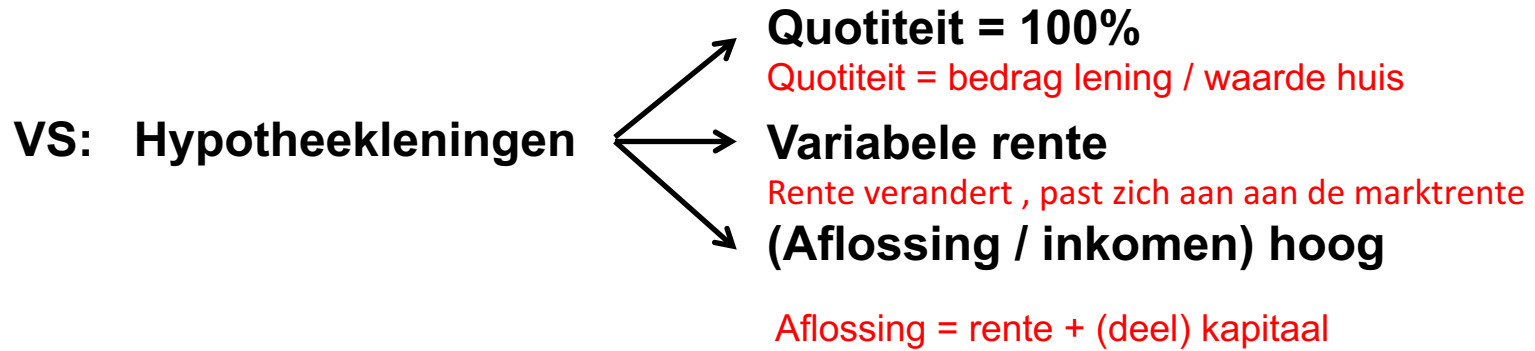 Quotiteit = 100%
Quotiteit = bedrag lening / waarde huis
VS: Hypotheekleningen
Variabele rente
Rente verandert , past zich aan aan de marktrente
(Aflossing / inkomen) hoog
Aflossing = rente + (deel) kapitaal